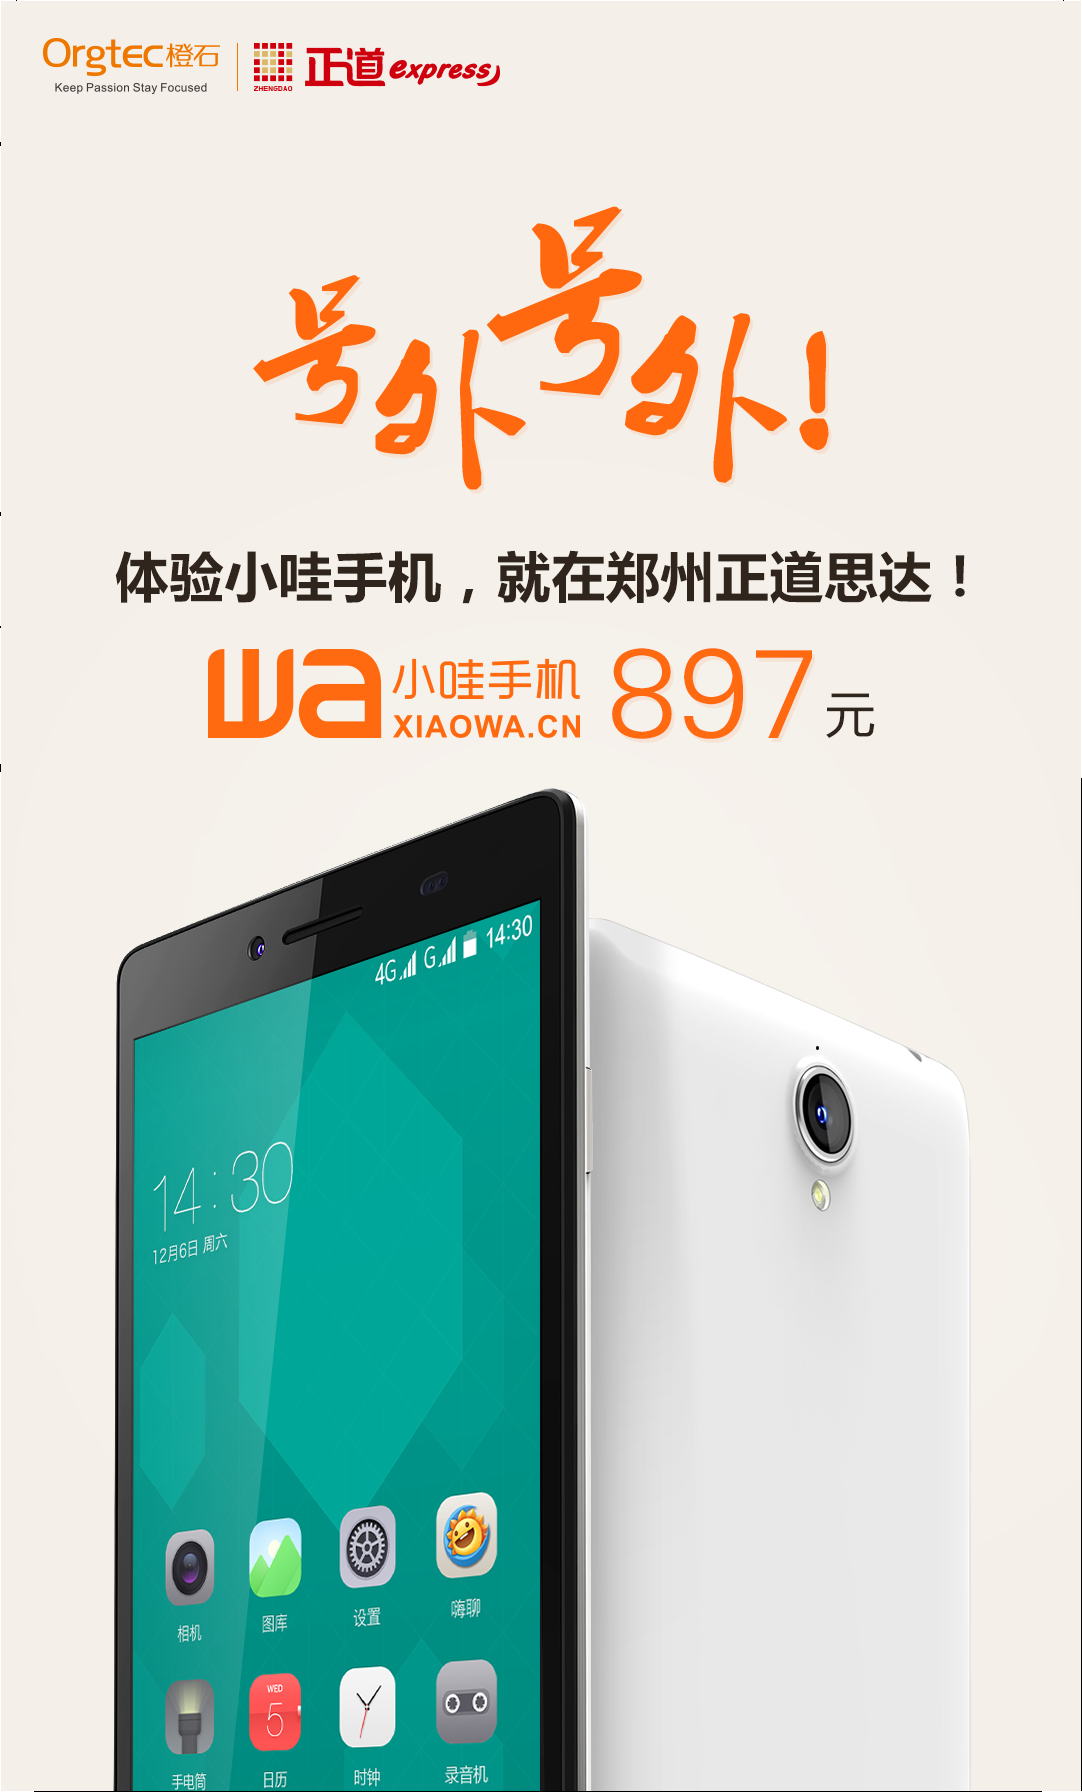 Orgtec橙石
Keep Passion Stay Focused
ZHENGDAO
正道express
号外号外!
体验小哇手机，就在郑州正道思达！
wa 小哇手机 897元
XIAOWA.CN
4G G 14:30
14:30
12月6日 周六
相机 图库 设置 嗨聊
WED
5
手电筒 日历 时钟 录音机